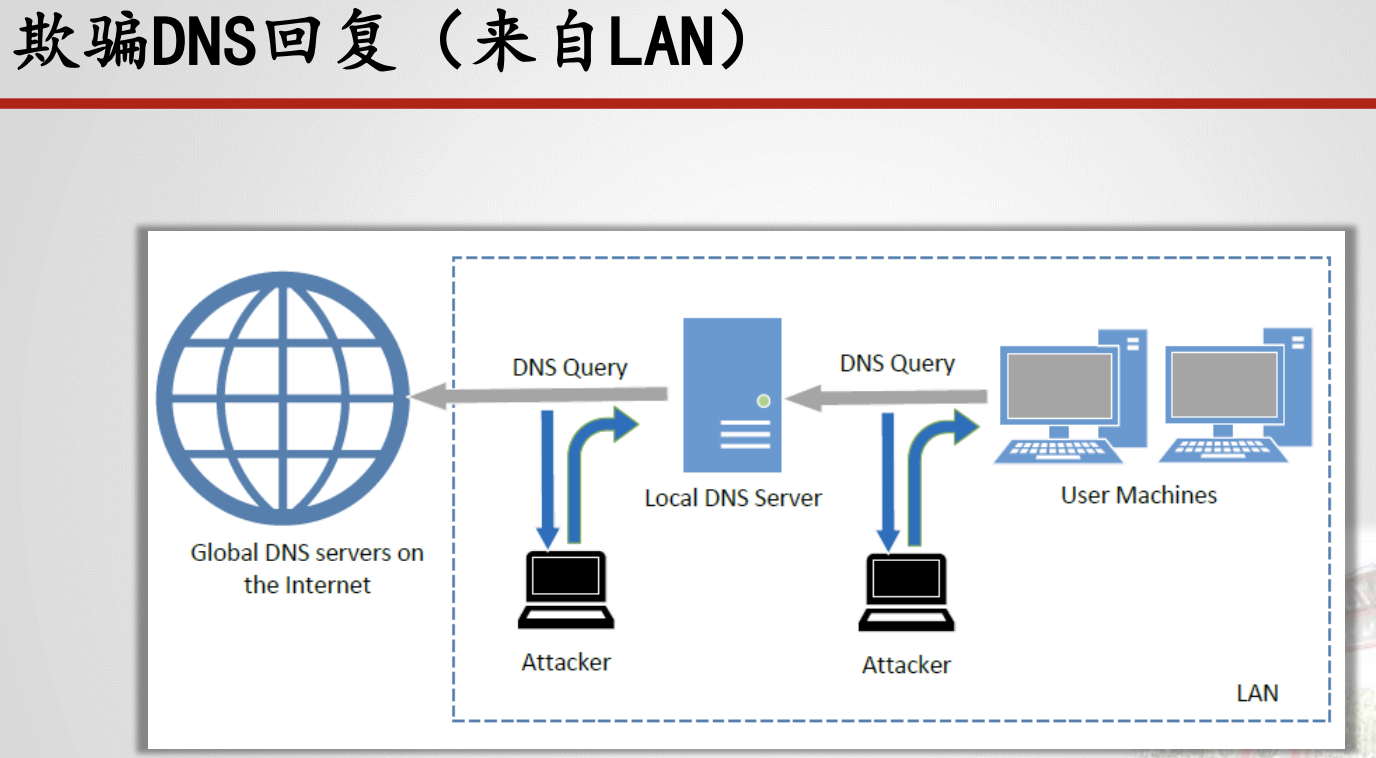 欺骗DNS回复（来自LAN）
DNS Query
DNS Query
Local DNS Server
User Machines
Global DNS servers on
the Internet
Attacker
Attacker
LAN